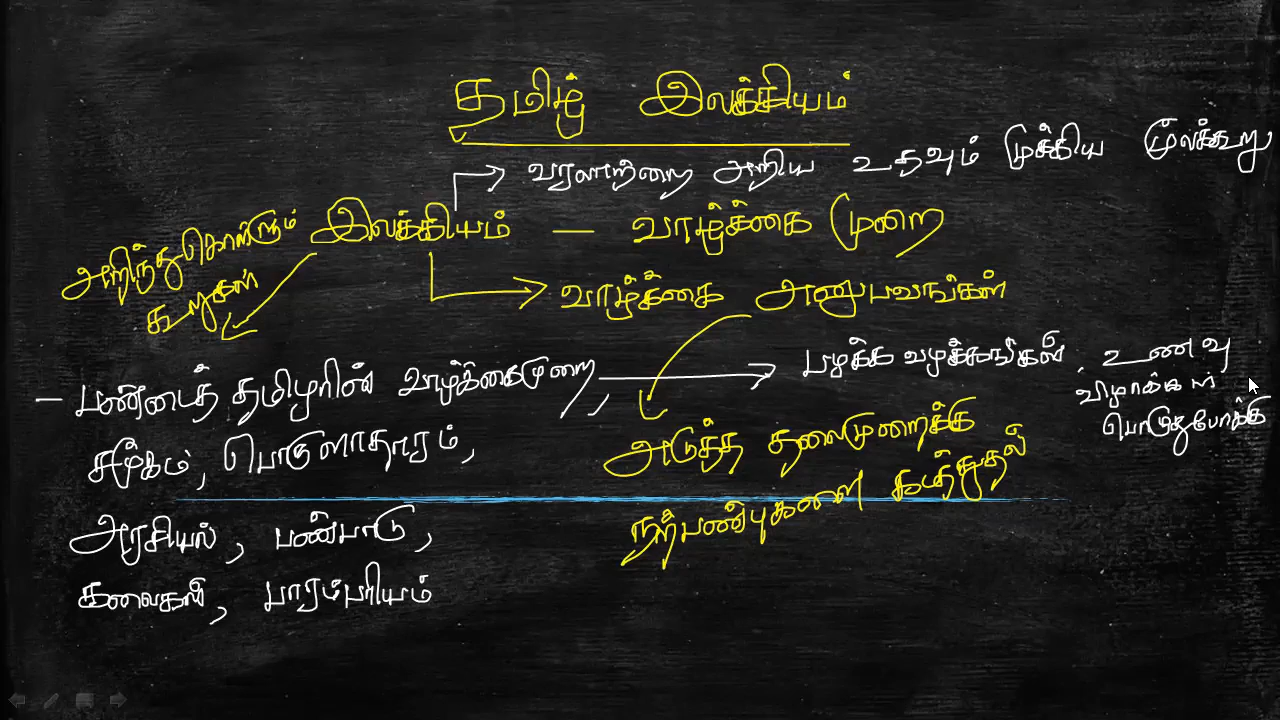 தமிழ் இலக்கியம்
வரலாற்றை அறிய உதவும் முக்கிய மூலக்கூறு
இலக்கியம் — வாழ்க்கை முறை
அறிந்து கொள்ளும்
கூறுகள்
வாழ்க்கை அனுபவங்கள்
— பண்டைத் தமிழரின் வாழ்க்கைமுறை,
பழக்க வழக்கங்கள், உணவு
விழாக்கள்
பொழுதுபோக்கு
சமூகம், பொருளாதாரம்,
அடுத்த தலைமுறைக்கு
நற்பண்புகளை கடத்துதல்
அரசியல், பண்பாடு,
கலைகள், பாரம்பரியம்